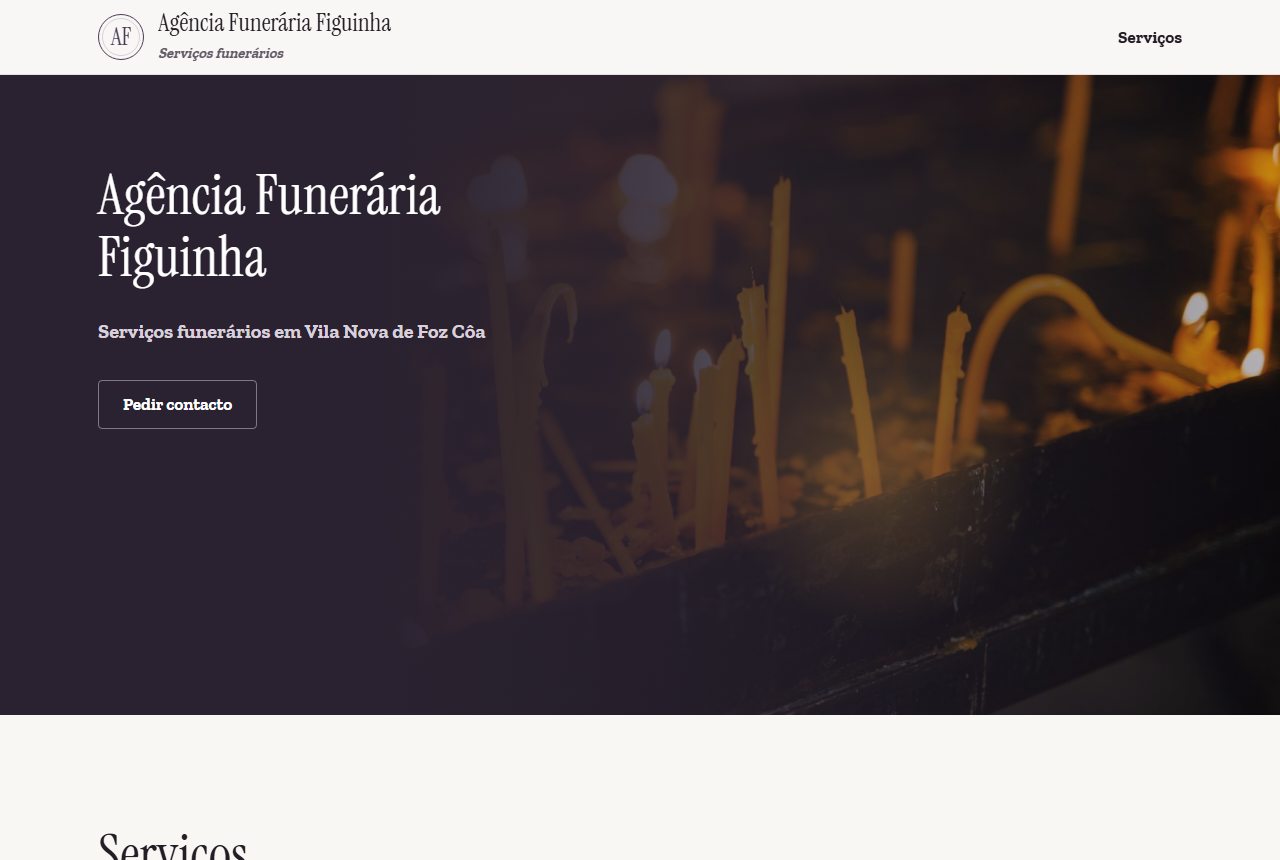 AF
Agência Funerária Figuinha
Serviços funerários
Serviços
Agência Funerária
Figuinha
Serviços funerários em Vila Nova de Foz Côa
Pedir contacto
Serviços